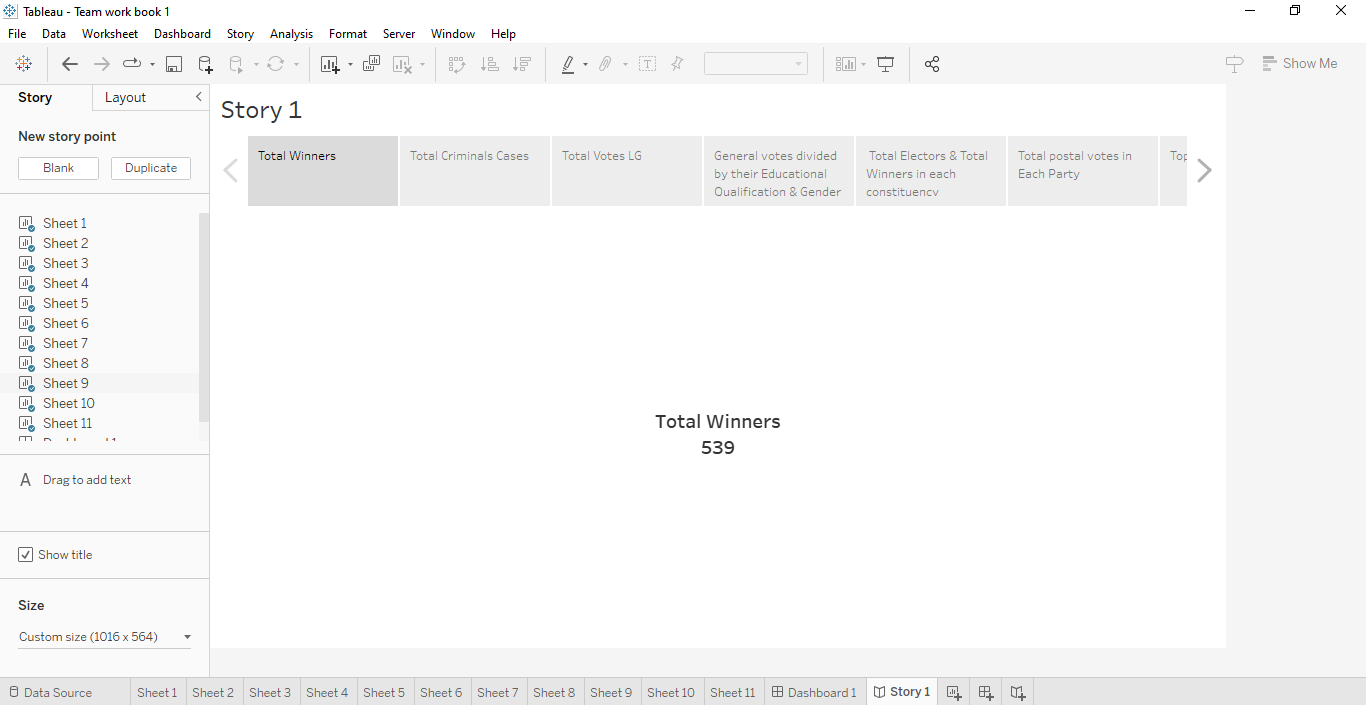 Tableau - Team work book 1
File Data Worksheet Dashboard Story Analysis Format Server Window Help
Show Me
Story Layout
New story point
Blank Duplicate
Sheet 1
Sheet 2
Sheet 3
Sheet 4
Sheet 5
Sheet 6
Sheet 7
Sheet 8
Sheet 9
Sheet 10
Sheet 11
Dashboard 1
A Drag to add text
Show title
Size
Custom size (1016 x 564)
Story 1
Total Winners
Total Criminals Cases
Total Votes LG
General votes divided
by their Educational
Qualification & Gender
Total Electors & Total
Winners in each
constituency
Total postal votes in
Each Party
Top
Total Winners
539
Data Source Sheet 1 Sheet 2 Sheet 3 Sheet 4 Sheet 5 Sheet 6 Sheet 7 Sheet 8 Sheet 9 Sheet 10 Sheet 11 Dashboard 1 Story 1